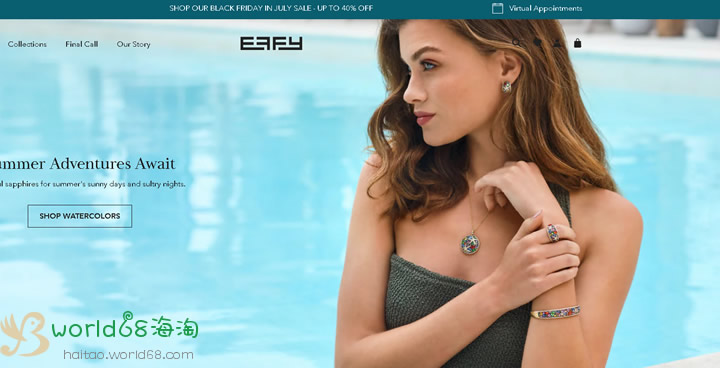 SHOP OUR BLACK FRIDAY IN JULY SALE - UP TO 40% OFF
Virtual Appointments
Collections
Final Call
Our Story
EFFY
ummer Adventures Await
l sapphires for summer's sunny days and sultry nights.
SHOP WATERCOLORS
world68海淘
haitao.world68.com